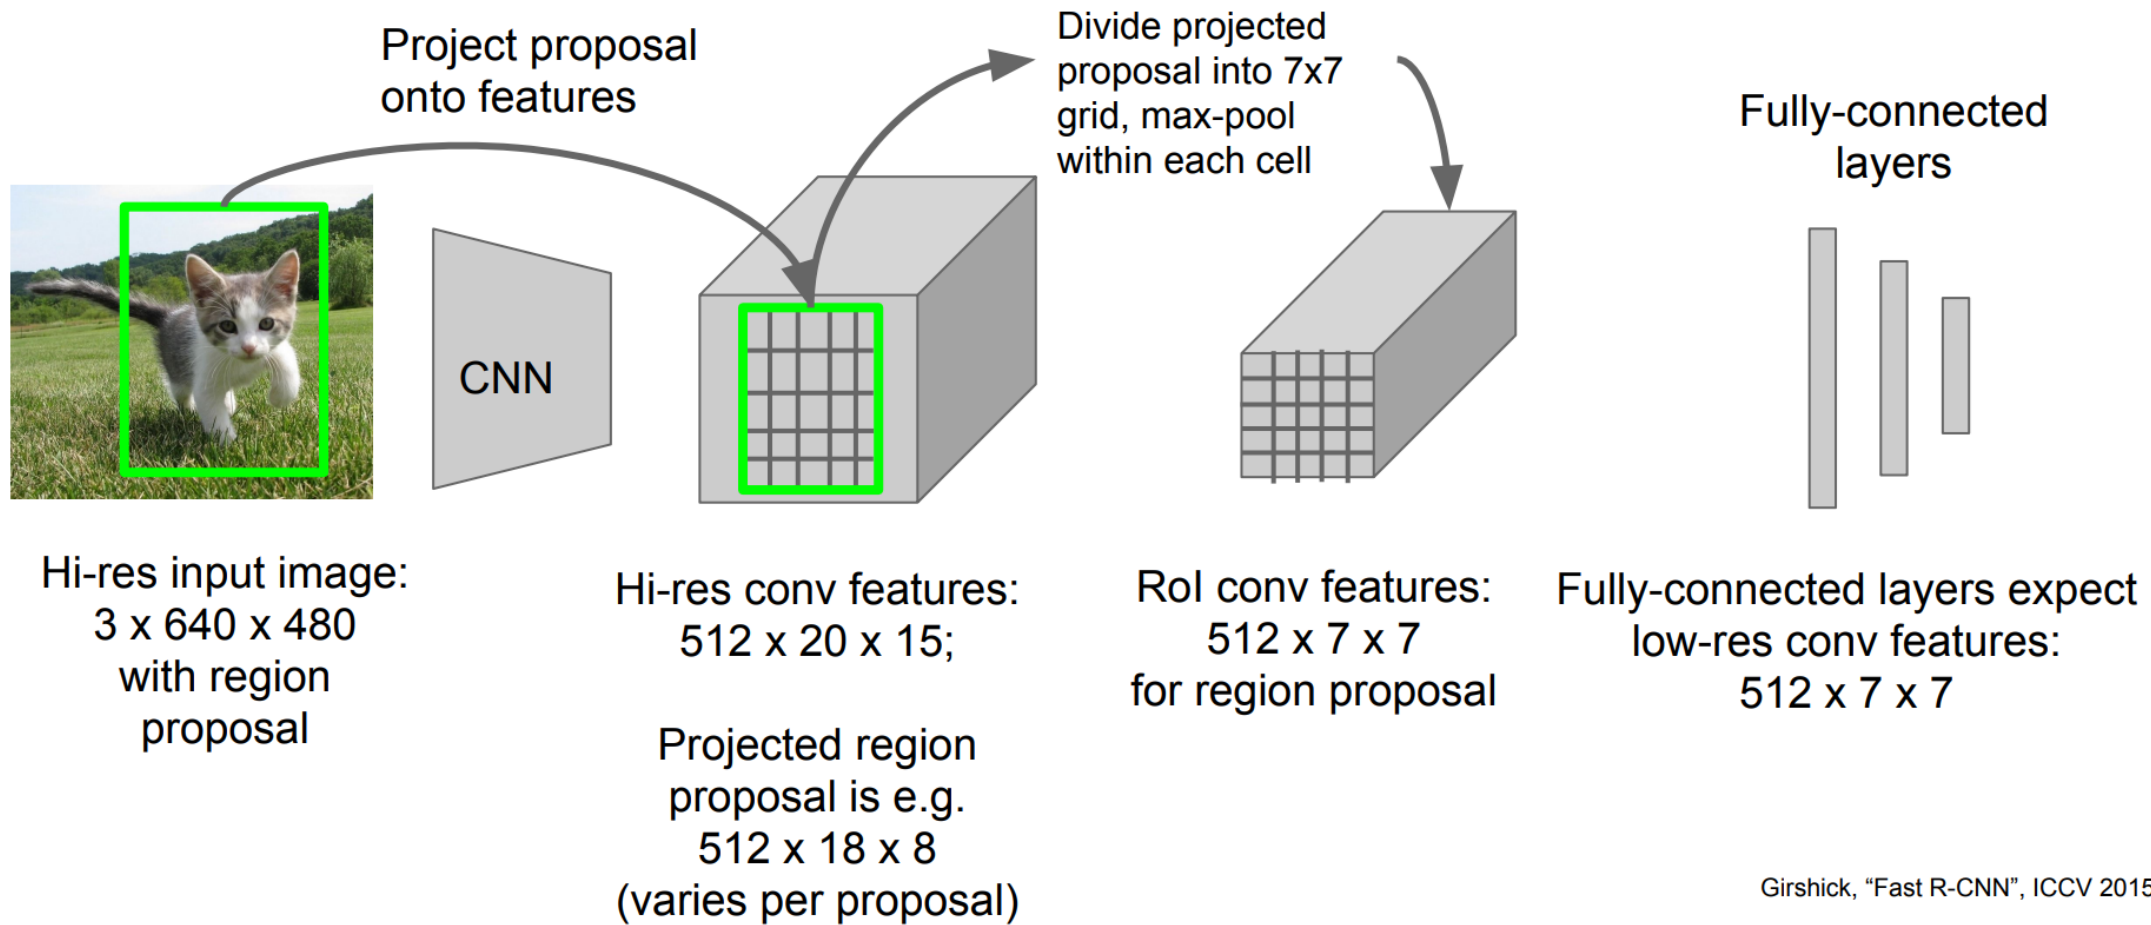 Project proposal
onto features
Divide projected
proposal into 7x7
grid, max-pool
within each cell
Fully-connected
layers
CNN
Hi-res input image:
3 x 640 x 480
with region
proposal
Hi-res conv features:
512 x 20 x 15;
Projected region
proposal is e.g.
512 x 18 x 8
(varies per proposal)
RoI conv features:
512 x 7 x 7
for region proposal
Fully-connected layers expect
low-res conv features:
512 x 7 x 7
Girshick, “Fast R-CNN”, ICCV 2015